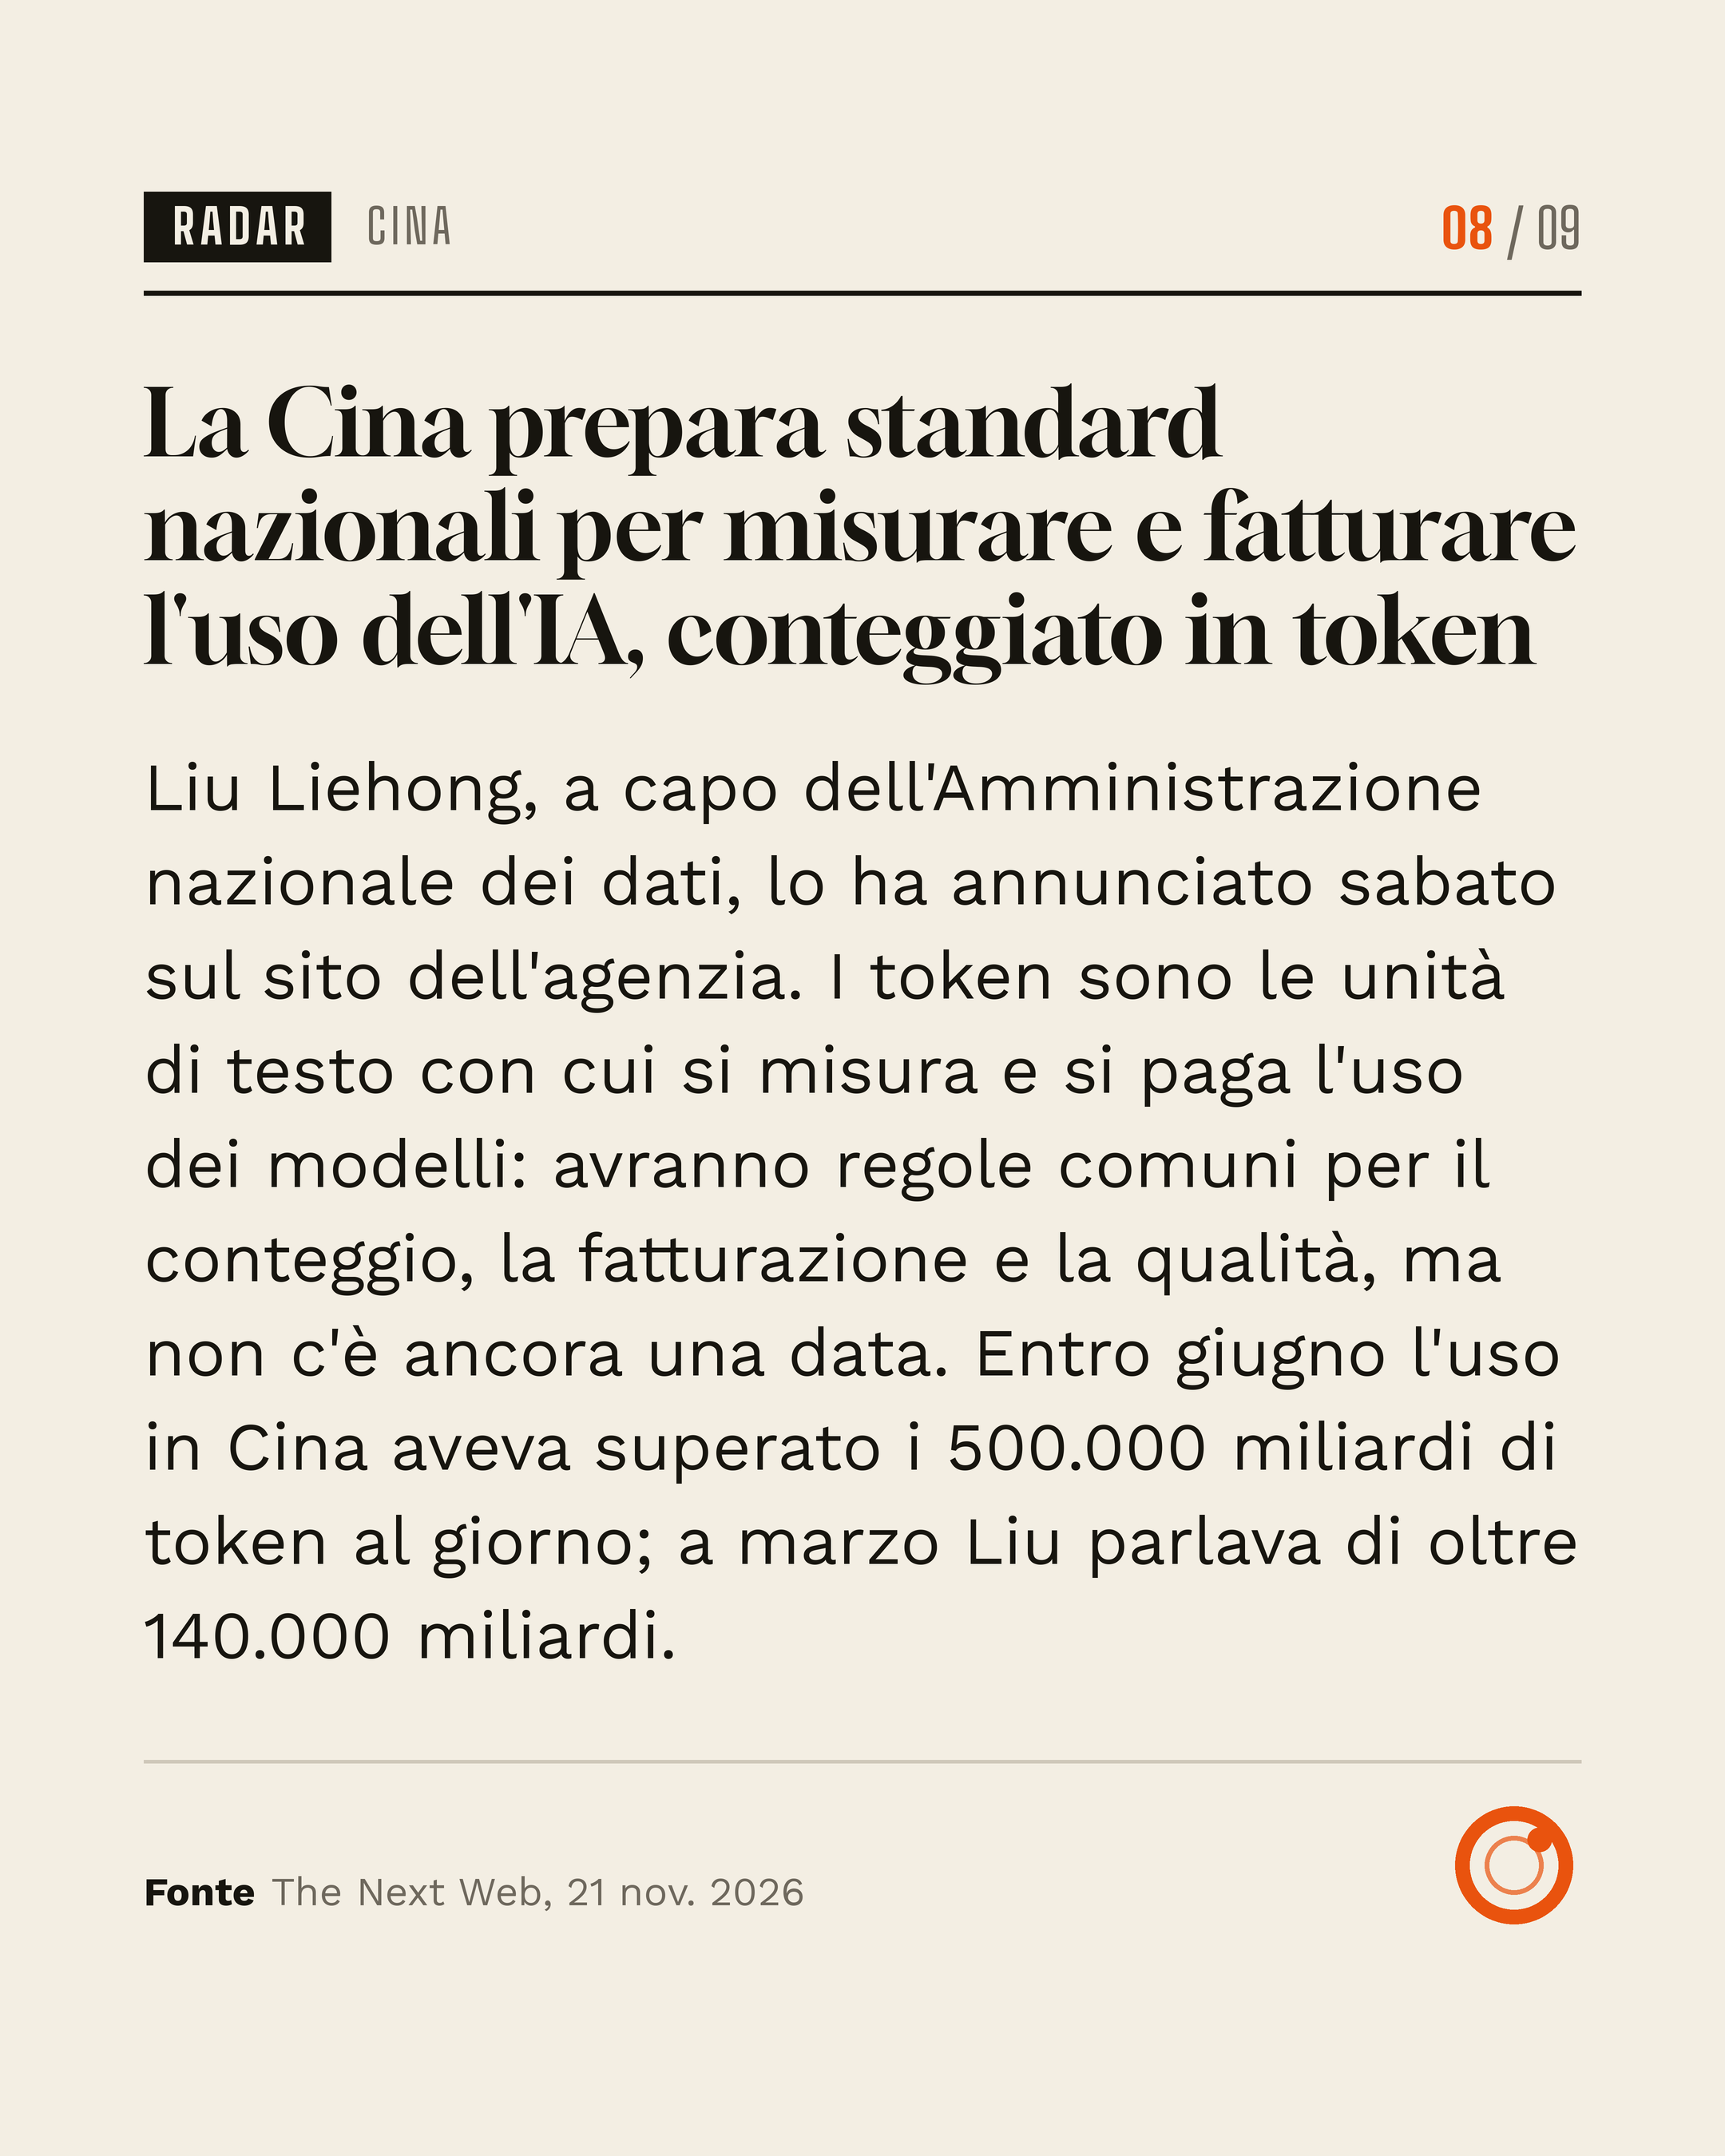 RADAR CINA 08 / 09
La Cina prepara standard
nazionali per misurare e fatturare
l'uso dell'IA, conteggiato in token
Liu Liehong, a capo dell'Amministrazione
nazionale dei dati, lo ha annunciato sabato
sul sito dell'agenzia. I token sono le unità
di testo con cui si misura e si paga l'uso
dei modelli: avranno regole comuni per il
conteggio, la fatturazione e la qualità, ma
non c'è ancora una data. Entro giugno l'uso
in Cina aveva superato i 500.000 miliardi di
token al giorno; a marzo Liu parlava di oltre
140.000 miliardi.
Fonte The Next Web, 21 nov. 2026